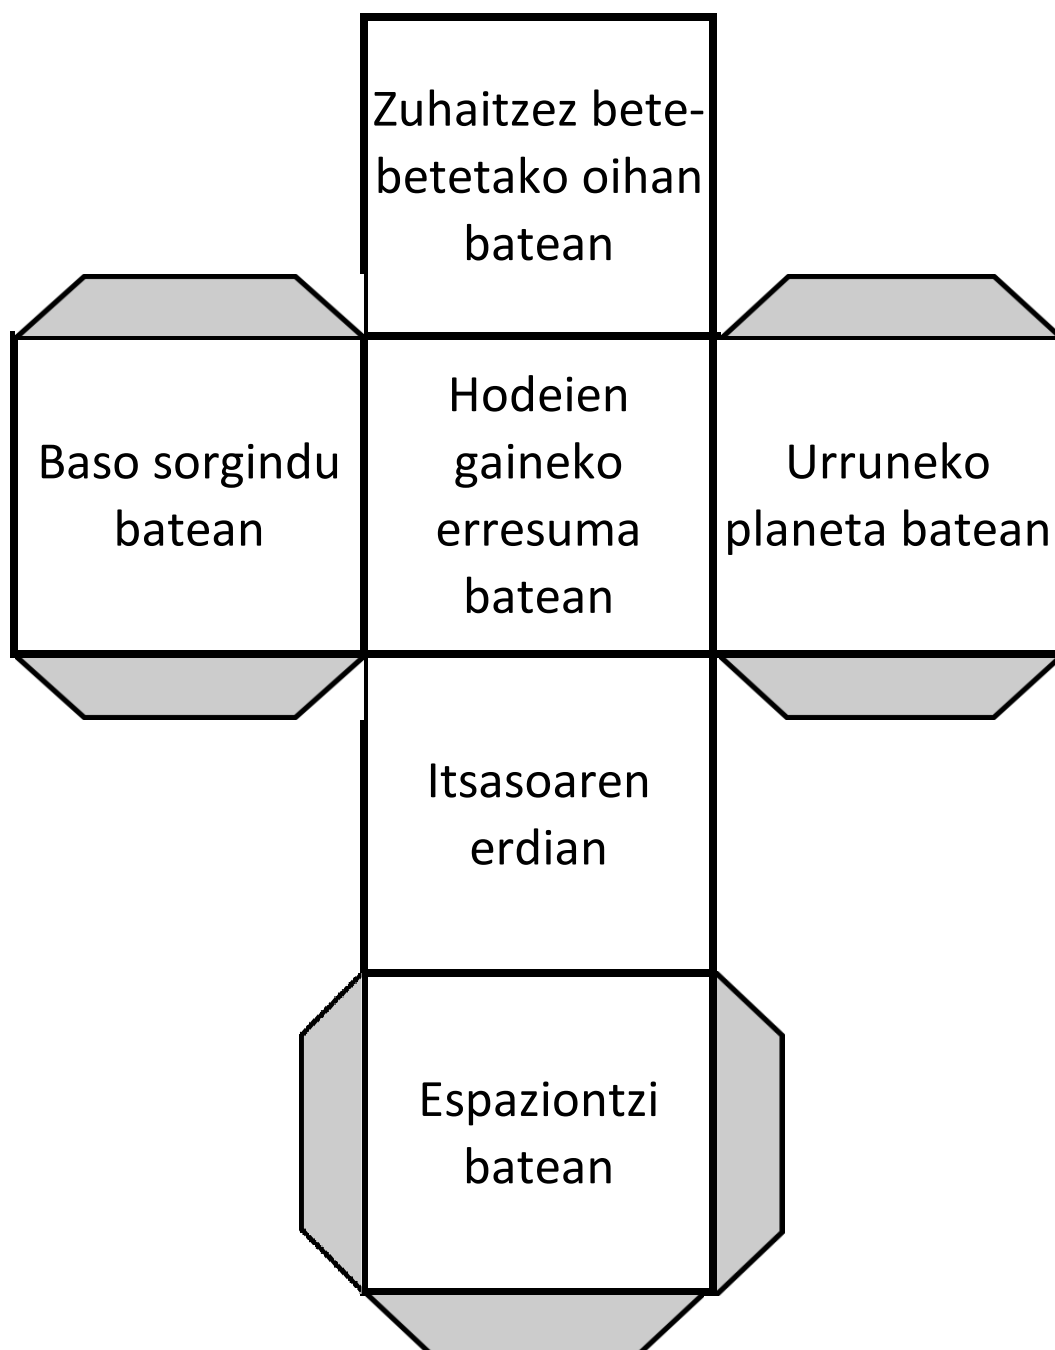 Zuhaitzez bete-
betetako oihan
batean
Baso sorgindu
batean
Hodeien
gaineko
erresuma
batean
Urruneko
planeta batean
Itsasoaren
erdian
Espaziontzi
batean